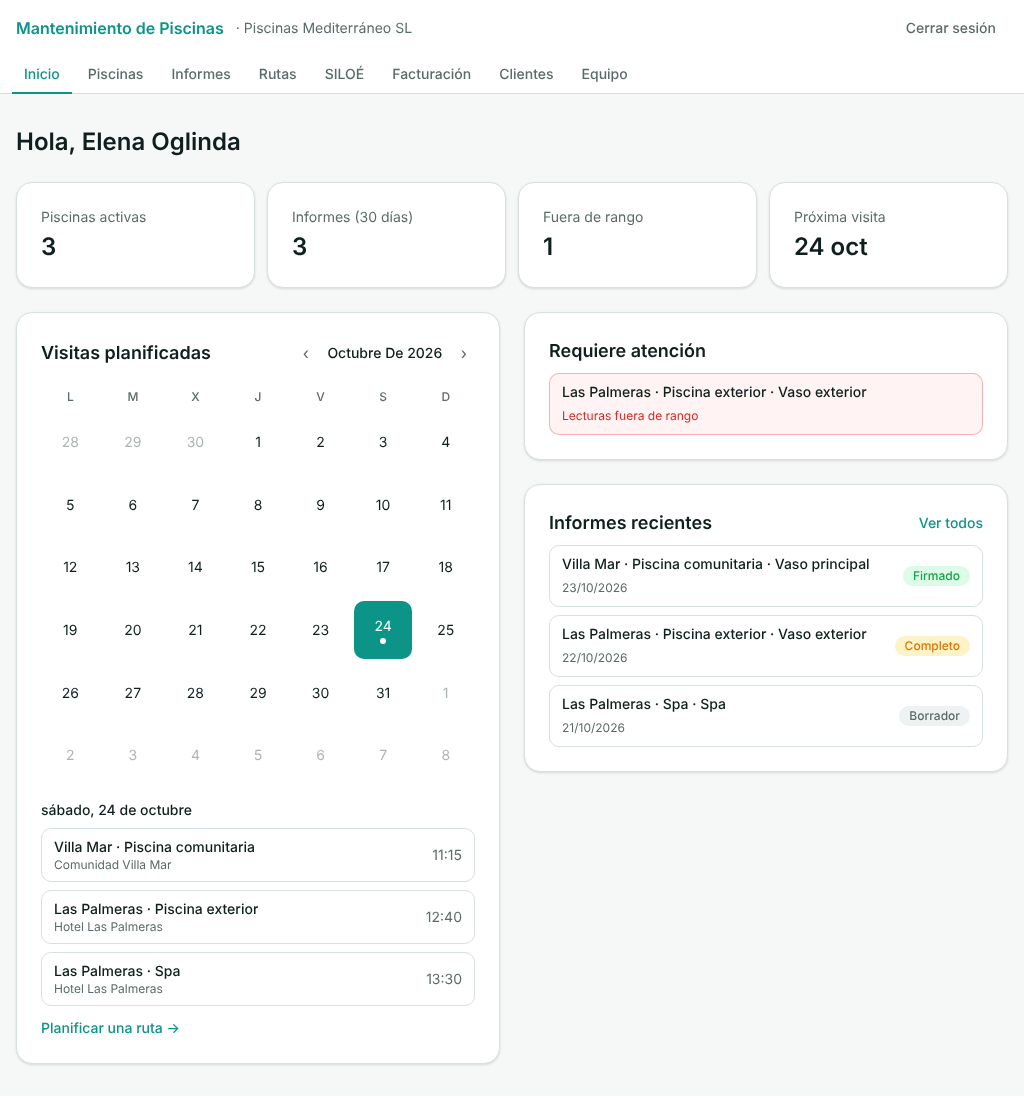 Mantenimiento de Piscinas · Piscinas Mediterráneo SL
Cerrar sesión
Inicio Piscinas Informes Rutas SILOÉ Facturación Clientes Equipo
Hola, Elena Oglinda
Piscinas activas
3
Informes (30 días)
3
Fuera de rango
1
Próxima visita
24 oct
Visitas planificadas
‹ Octubre De 2026 ›
L M X J V S D
28 29 30 1 2 3 4
5 6 7 8 9 10 11
12 13 14 15 16 17 18
19 20 21 22 23 24 25
26 27 28 29 30 31 1
2 3 4 5 6 7 8
sábado, 24 de octubre
Villa Mar · Piscina comunitaria
Comunidad Villa Mar
11:15
Las Palmeras · Piscina exterior
Hotel Las Palmeras
12:40
Las Palmeras · Spa
Hotel Las Palmeras
13:30
Planificar una ruta →
Requiere atención
Las Palmeras · Piscina exterior · Vaso exterior
Lecturas fuera de rango
Informes recientes
Ver todos
Villa Mar · Piscina comunitaria · Vaso principal
23/10/2026
Firmado
Las Palmeras · Piscina exterior · Vaso exterior
22/10/2026
Completo
Las Palmeras · Spa · Spa
21/10/2026
Borrador